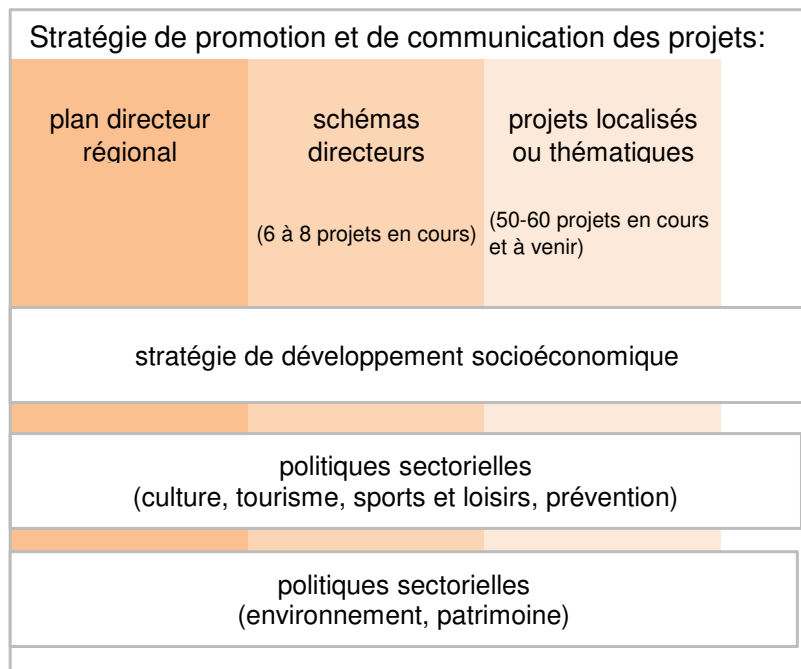 Stratégie de promotion et de communication des projets:
plan directeur
régional
schémas
directeurs
(6 à 8 projets en cours)
projets localisés
ou thématiques
(50-60 projets en cours
et à venir)
stratégie de développement socioéconomique
politiques sectorielles
(culture, tourisme, sports et loisirs, prévention)
politiques sectorielles
(environnement, patrimoine)